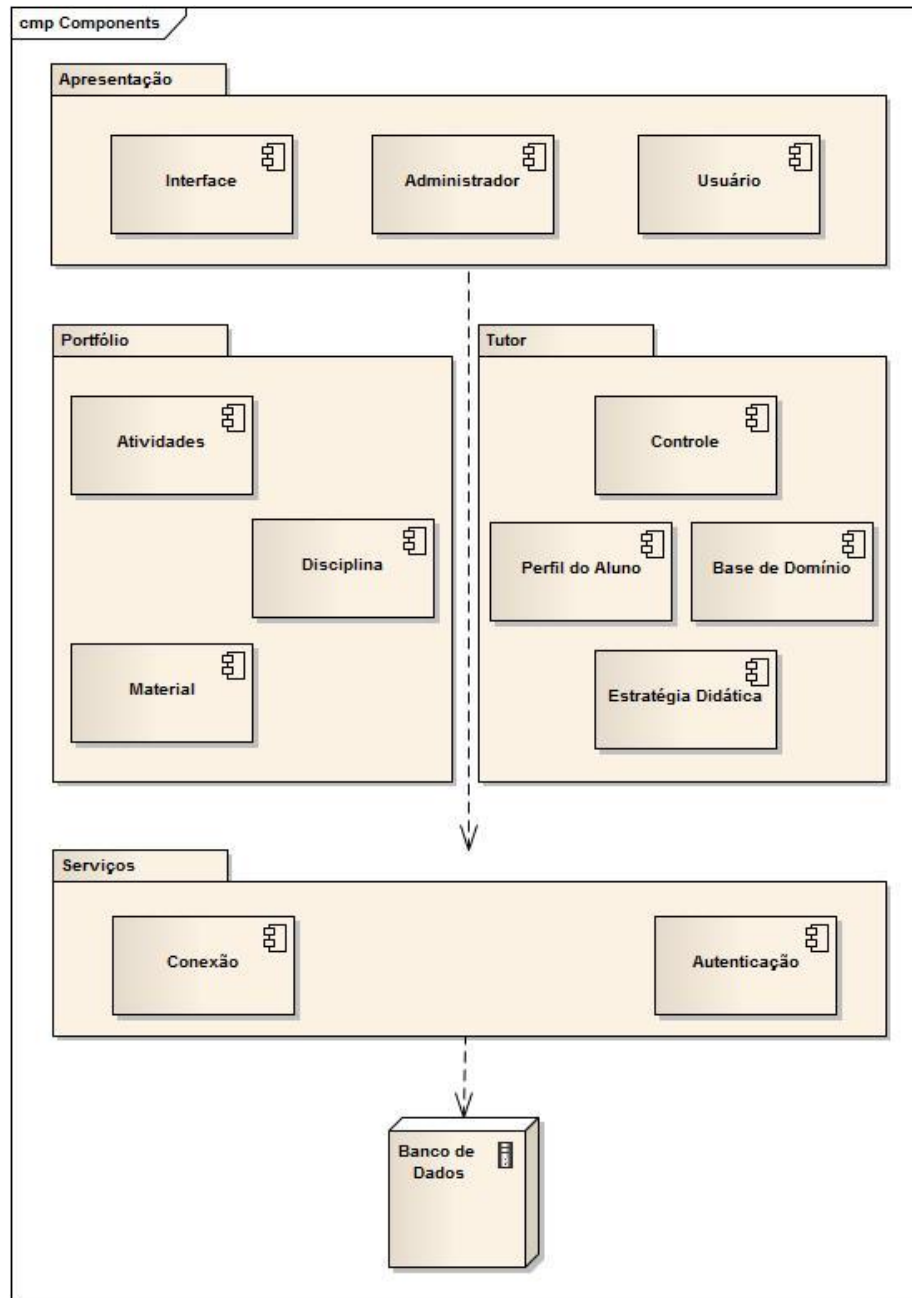 cmp Components
Apresentação
Interface
Administrador
Usuário
Portfólio
Atividades
Disciplina
Material
Tutor
Controle
Perfil do Aluno
Base de Domínio
Estratégia Didática
Serviços
Conexão
Autenticação
Banco de
Dados